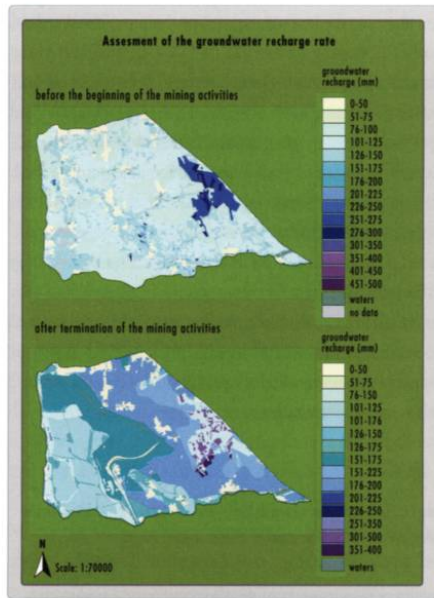 Assesment of the groundwater recharge rate
groundwater
recharge (mm)
before the beginning of the mining activities
0-50
51-75
76-100
101-125
126-150
151-175
176-200
201-225
226-250
251-275
276-300
301-350
351-400
401-450
451-500
waters
no data
after termination of the mining activities
groundwater
recharge (mm)
0-50
51-75
76-150
101-125
101-176
126-150
126-175
151-175
151-225
176-200
201-225
226-250
251-350
301-500
351-400
waters
N
Scale: 1:70000